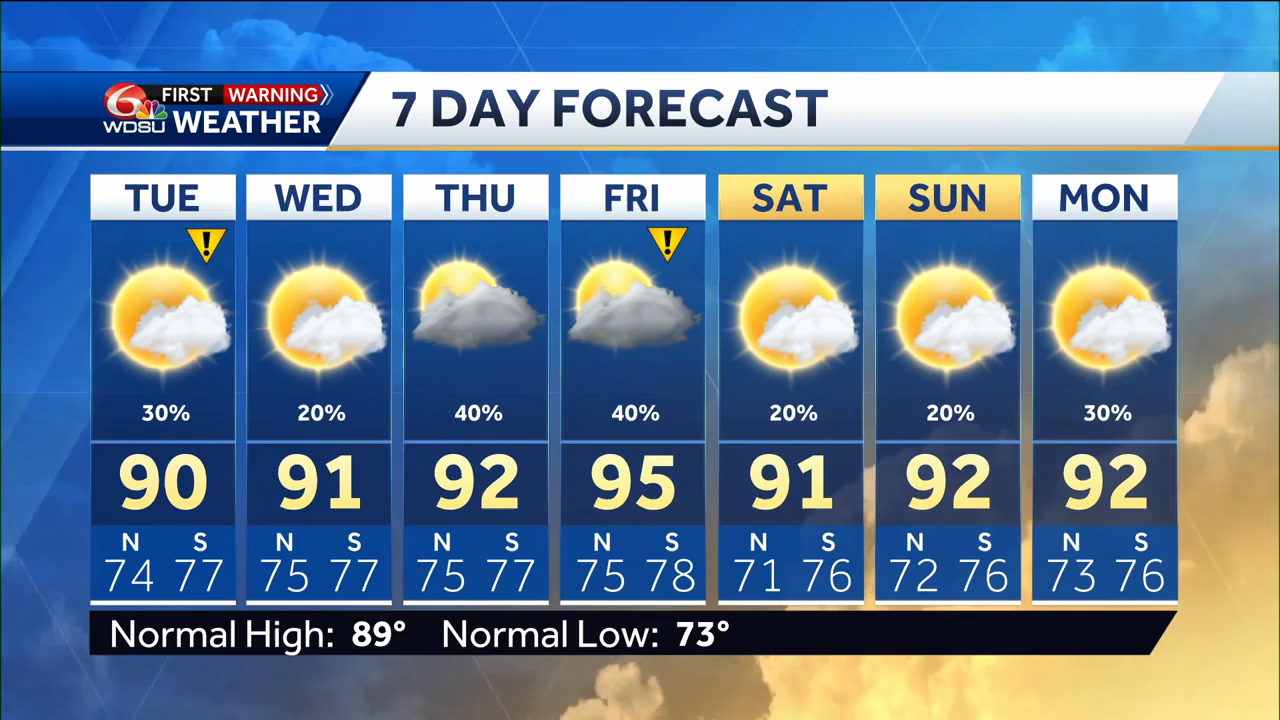 6 WDSU FIRST WARNING WEATHER
7 DAY FORECAST
TUE WED THU FRI SAT SUN MON
! !
30% 20% 40% 40% 20% 20% 30%
90 91 92 95 91 92 92
N S N S N S N S N S N S N S
74 77 75 77 75 77 75 78 71 76 72 76 73 76
Normal High: 89° Normal Low: 73°